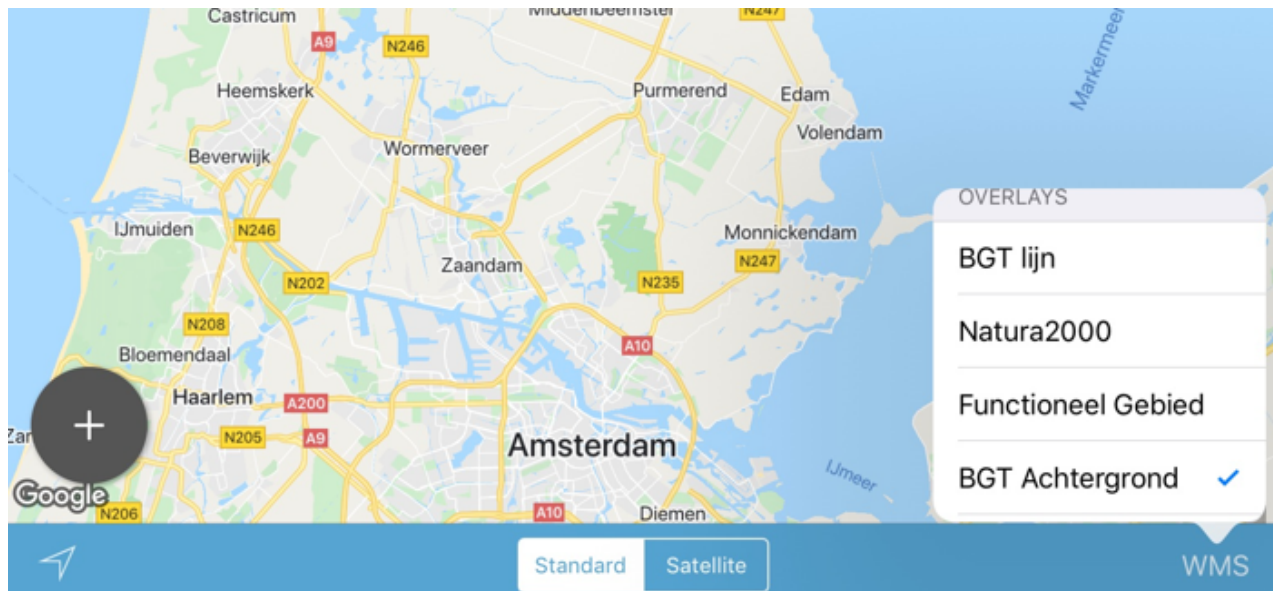 Castricum
Middenbeemster
N247
A9
N246
Markermeer
Heemskerk
Purmerend
Edam
Volendam
Beverwijk
Wormerveer
OVERLAYS
IJmuiden
N246
Monnickendam
BGT lijn
Zaandam
N247
N202
N235
N208
Natura2000
A10
Bloemendaal
Haarlem
A200
Functioneel Gebied
N205
A9
Amsterdam
IJmeer
BGT Achtergrond
Google
N206
A10
Diemen
Standard
Satellite
WMS